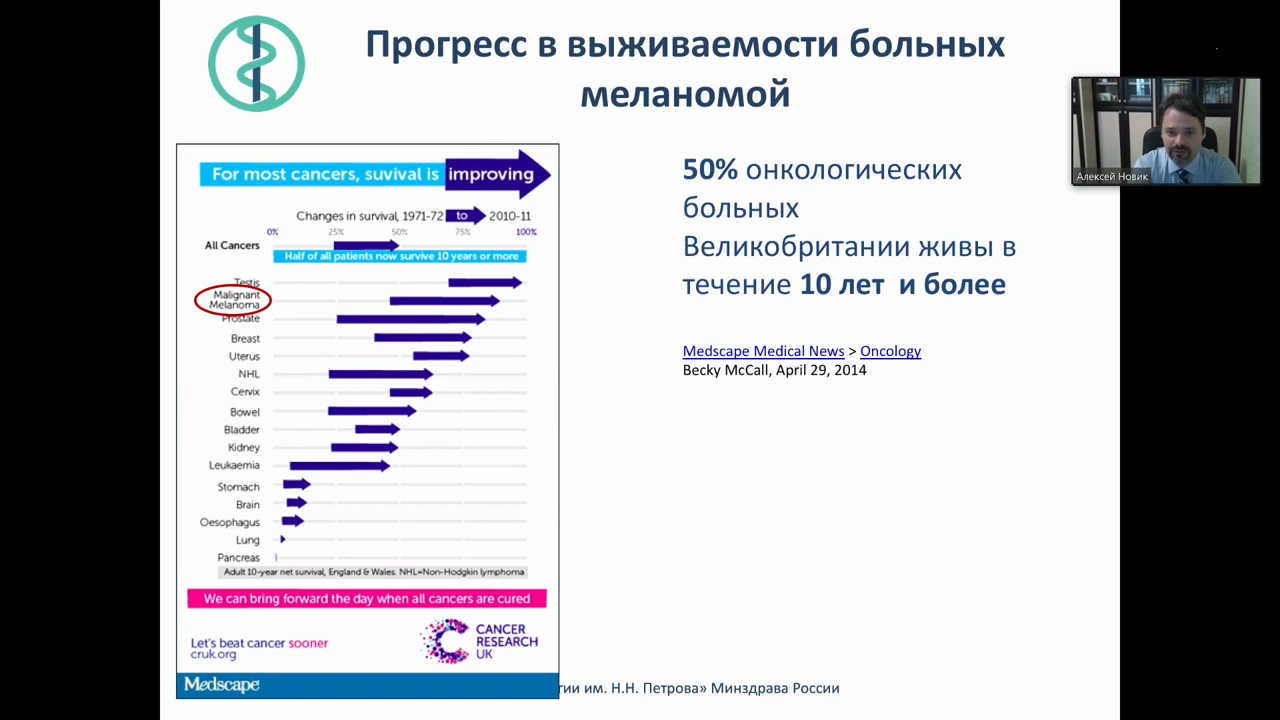 Прогресс в выживаемости больных
меланомой
For most cancers, suvival is improving
Changes in survival, 1971-72 to 2010-11
0% 25% 50% 75% 100%
All Cancers
Half of all patients now survive 10 years or more
Testis
Malignant
Melanoma
Prostate
Breast
Uterus
NHL
Cervix
Bowel
Bladder
Kidney
Leukaemia
Stomach
Brain
Oesophagus
Lung
Pancreas
Adult 10-year net survival, England & Wales. NHL=Non-Hodgkin lymphoma
We can bring forward the day when all cancers are cured
Let's beat cancer sooner
cruk.org
CANCER
RESEARCH
UK
Medscape
50% онкологических
больных
Великобритании живы в
течение 10 лет и более
Medscape Medical News > Oncology
Becky McCall, April 29, 2014
гии им. Н.Н. Петрова» Минздрава России
Алексей Новик